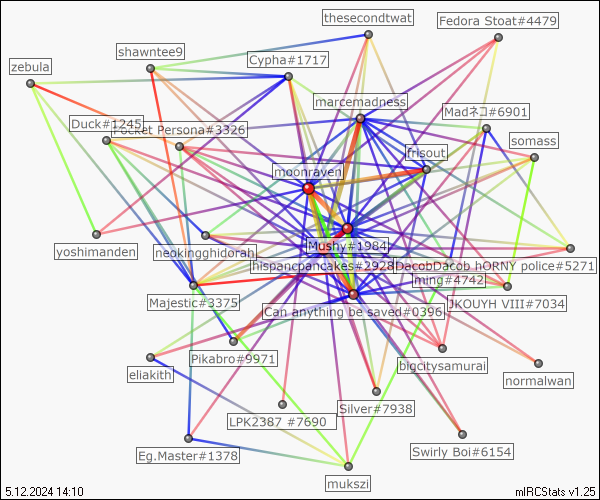 thesecondtwat
Fedora Stoat#4479
shawntee9
Cypha#1717
zebula
marcemadness
Madネコ#6901
Duck#1245
Pocket Persona#3326
somass
frisout
moonraven
Mushy#1984
yoshimanden
neokingghidorah
hispancpancakes#2928
DacobDacob hORNY police#5271
ming#4742
Majestic#3375
JKOUYH VIII#7034
Can anything be saved#0396
Pikabro#9971
bigcitysamurai
eliakith
normalwan
Silver#7938
LPK2387 #7690
Swirly Boi#6154
Eg.Master#1378
mukszi
5.12.2024 14:10
mIRCStats v1.25